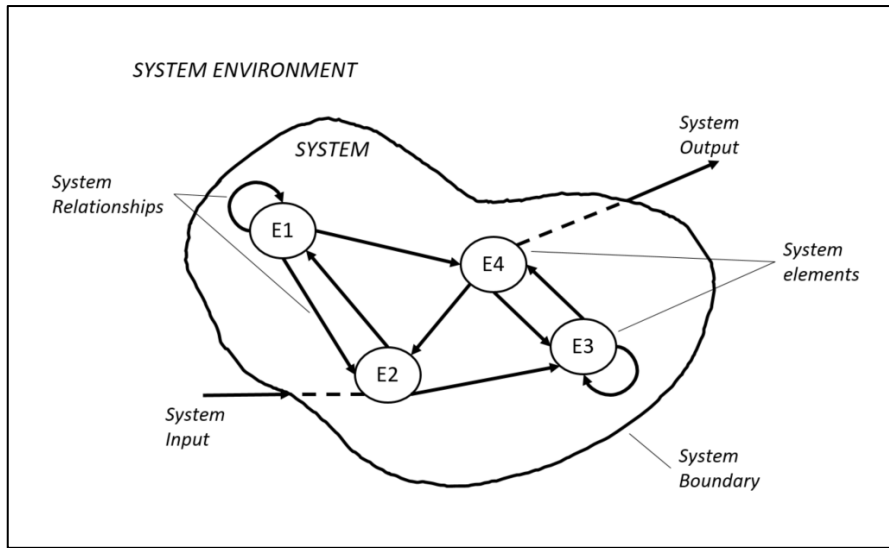 SYSTEM ENVIRONMENT
System
Output
SYSTEM
System
Relationships
E1
E4
System
elements
E3
E2
System
Input
System
Boundary